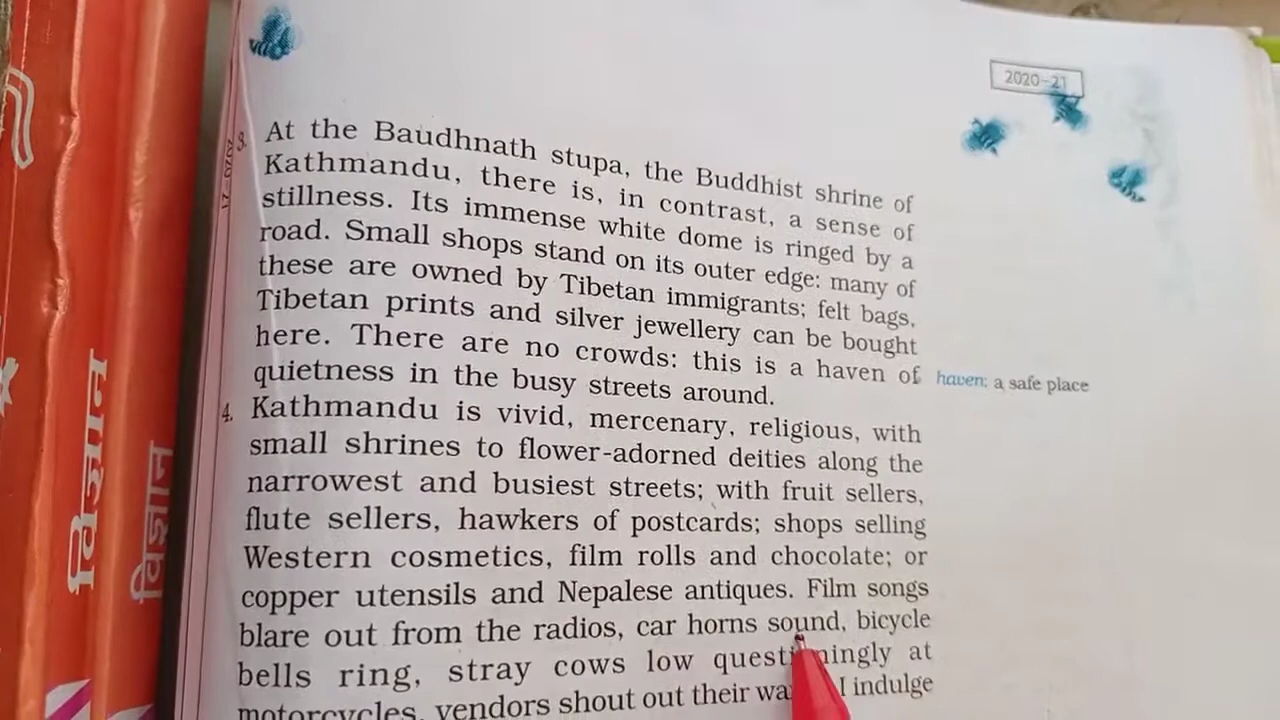 2020-21
3. At the Baudhnath stupa, the Buddhist shrine of
Kathmandu, there is, in contrast, a sense of
stillness. Its immense white dome is ringed by a
road. Small shops stand on its outer edge: many of
these are owned by Tibetan immigrants; felt bags,
Tibetan prints and silver jewellery can be bought
here. There are no crowds: this is a haven of
quietness in the busy streets around.
haven: a safe place
4. Kathmandu is vivid, mercenary, religious, with
small shrines to flower-adorned deities along the
narrowest and busiest streets; with fruit sellers,
flute sellers, hawkers of postcards; shops selling
Western cosmetics, film rolls and chocolate; or
copper utensils and Nepalese antiques. Film songs
blare out from the radios, car horns sound, bicycle
bells ring, stray cows low questioningly at
motorcycles, vendors shout out their I indulge
2020-21
विज्ञान
विज्ञान